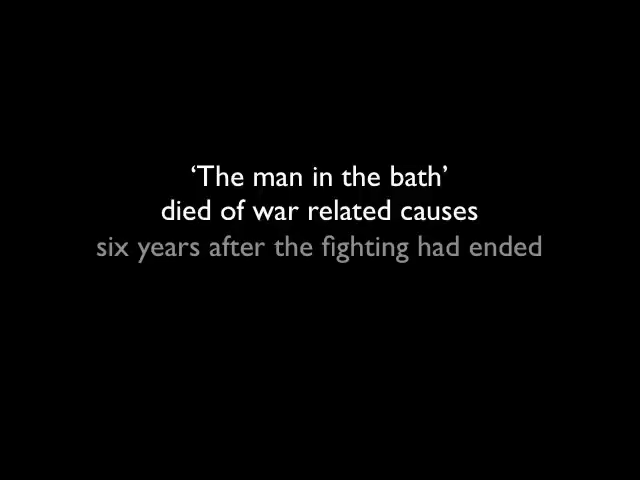 ‘The man in the bath’
died of war related causes
six years after the fighting had ended